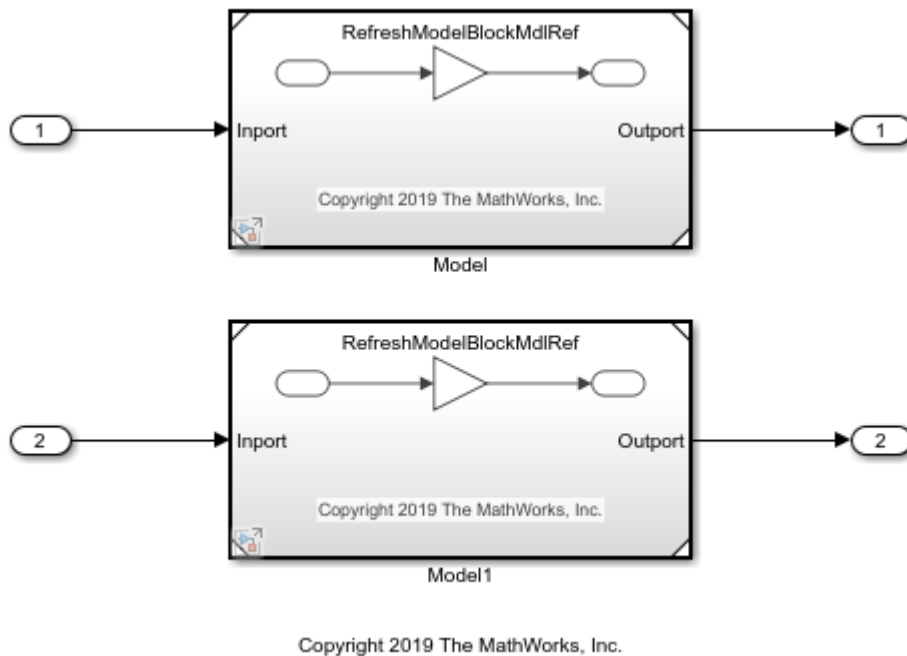 RefreshModelBlockMdlRef
1 Inport Outport 1
Copyright 2019 The MathWorks, Inc.
Model
RefreshModelBlockMdlRef
2 Inport Outport 2
Copyright 2019 The MathWorks, Inc.
Model1
Copyright 2019 The MathWorks, Inc.